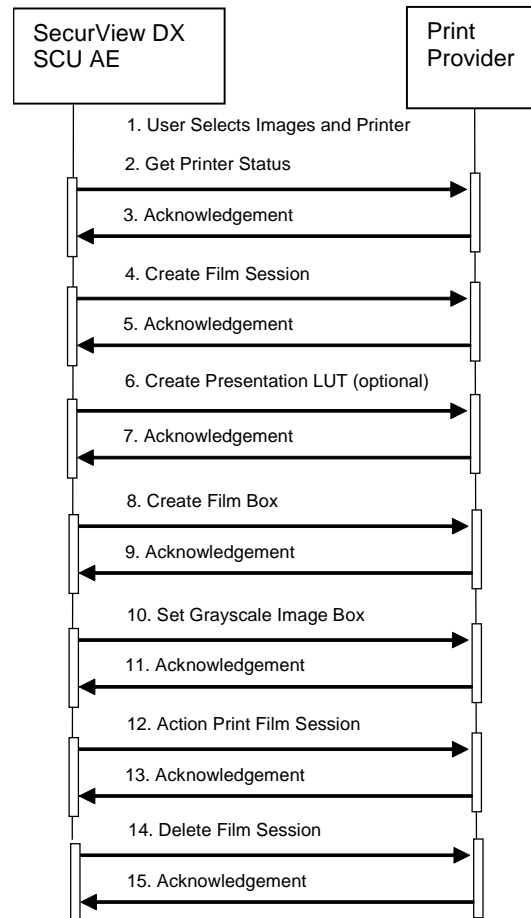 SecurView DX
SCU AE
Print
Provider
1. User Selects Images and Printer
2. Get Printer Status
3. Acknowledgement
4. Create Film Session
5. Acknowledgement
6. Create Presentation LUT (optional)
7. Acknowledgement
8. Create Film Box
9. Acknowledgement
10. Set Grayscale Image Box
11. Acknowledgement
12. Action Print Film Session
13. Acknowledgement
14. Delete Film Session
15. Acknowledgement